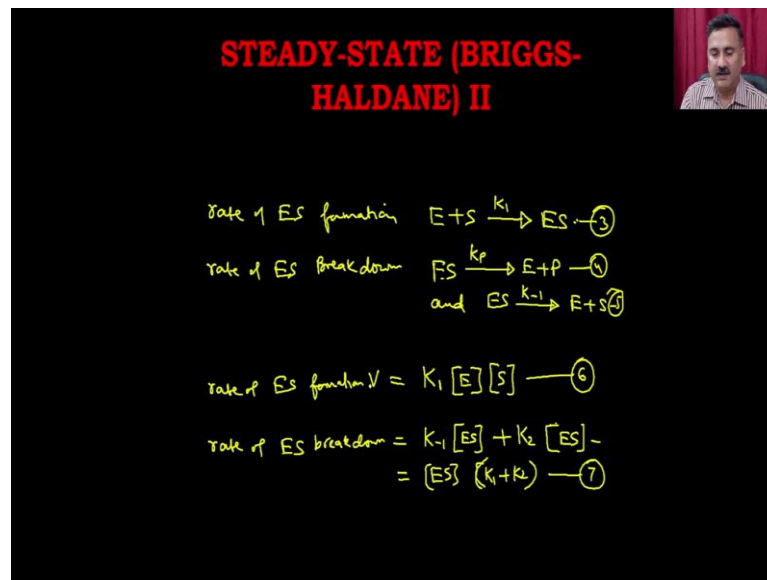 STEADY-STATE (BRIGGS-
HALDANE) II
rate of ES formation E+S K1→ ES — ③
rate of ES Breakdown ES kp→ E+P — ④
and ES K-1→ E+S — ⑤
rate of ES formation V = K1 [E] [S] — ⑥
rate of ES breakdown = K-1 [ES] + K2 [ES] -
= [ES] (K1+K2) — ⑦